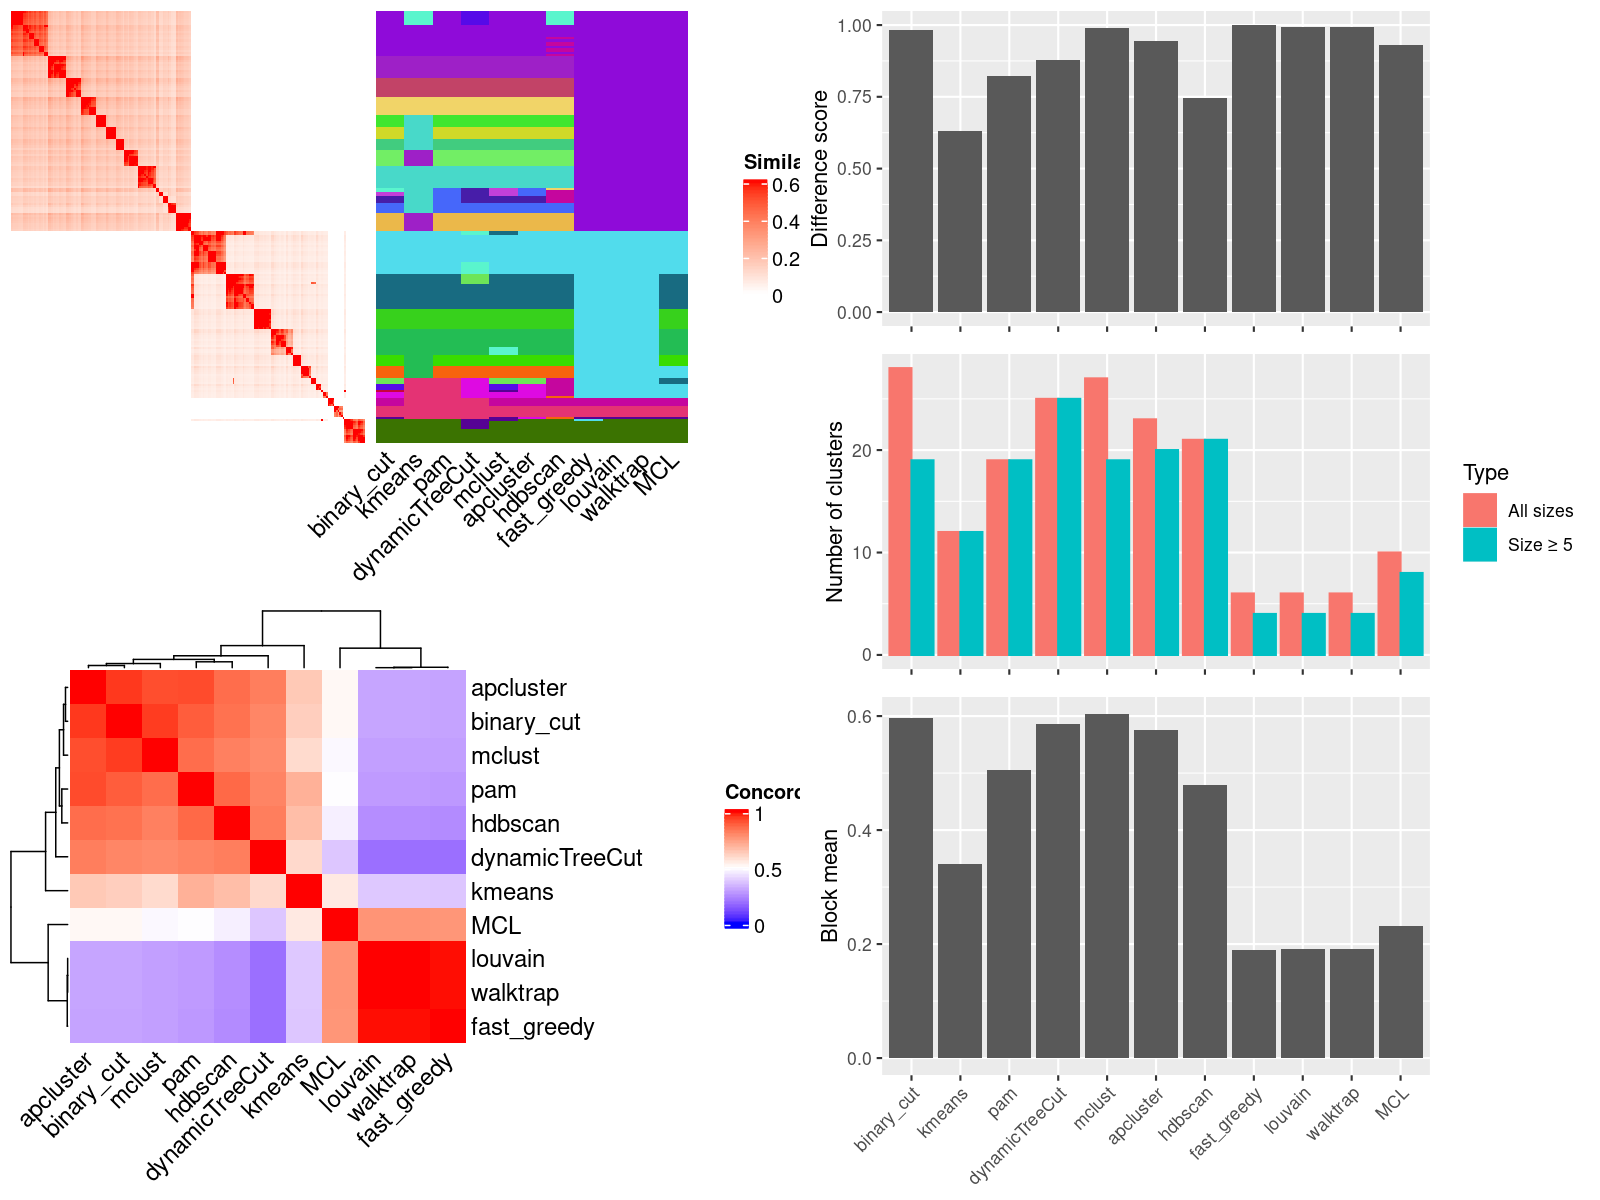 Simila
0.6
0.4
0.2
0
binary_cut
kmeans
pam
dynamicTreeCut
mclust
apcluster
hdbscan
fast_greedy
louvain
walktrap
MCL
Difference score
1.00
0.75
0.50
0.25
0.00
Number of clusters
20
10
0
Type
All sizes
Size ≥ 5
apcluster
binary_cut
mclust
pam
hdbscan
dynamicTreeCut
kmeans
MCL
louvain
walktrap
fast_greedy
apcluster
binary_cut
mclust
pam
hdbscan
dynamicTreeCut
kmeans
MCL
louvain
walktrap
fast_greedy
Concord
1
0.5
0
Block mean
0.6
0.4
0.2
0.0
binary_cut
kmeans
pam
dynamicTreeCut
mclust
apcluster
hdbscan
fast_greedy
louvain
walktrap
MCL